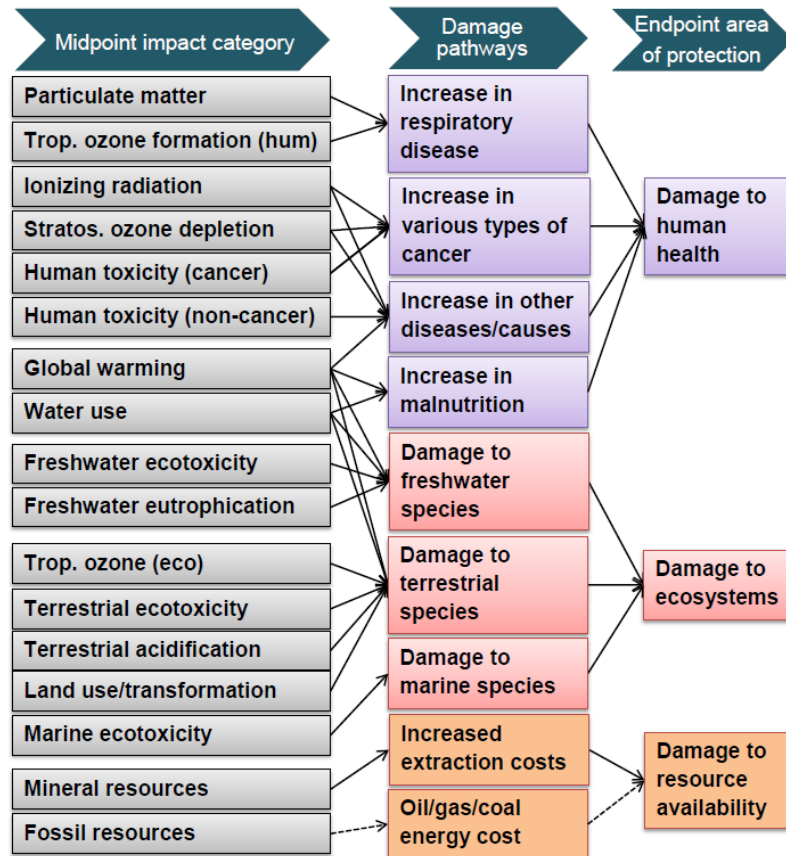 Midpoint impact category
Damage
pathways
Endpoint area
of protection
Particulate matter
Trop. ozone formation (hum)
Ionizing radiation
Stratos. ozone depletion
Human toxicity (cancer)
Human toxicity (non-cancer)
Global warming
Water use
Freshwater ecotoxicity
Freshwater eutrophication
Trop. ozone (eco)
Terrestrial ecotoxicity
Terrestrial acidification
Land use/transformation
Marine ecotoxicity
Mineral resources
Fossil resources
Increase in
respiratory
disease
Increase in
various types of
cancer
Increase in other
diseases/causes
Increase in
malnutrition
Damage to
freshwater
species
Damage to
terrestrial
species
Damage to
marine species
Increased
extraction costs
Oil/gas/coal
energy cost
Damage to
human
health
Damage to
ecosystems
Damage to
resource
availability